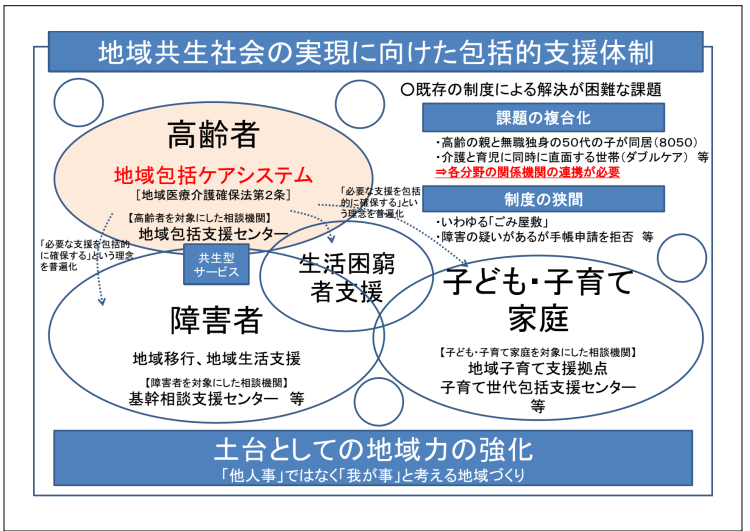 地域共生社会の実現に向けた包括的支援体制
○既存の制度による解決が困難な課題
課題の複合化
・高齢の親と無職独身の50代の子が同居(8050)
・介護と育児に同時に直面する世帯(ダブルケア) 等
⇒各分野の関係機関の連携が必要
制度の狭間
・いわゆる「ごみ屋敷」
・障害の疑いがあるが手帳申請を拒否 等
高齢者
地域包括ケアシステム
[地域医療介護確保法第2条]
【高齢者を対象にした相談機関】
地域包括支援センター
「必要な支援を包括
的に確保する」とい
う理念を普遍化
「必要な支援を包括的
に確保する」という理念
を普遍化
共生型
サービス
生活困窮
者支援
障害者
地域移行、地域生活支援
【障害者を対象にした相談機関】
基幹相談支援センター 等
子ども・子育て
家庭
【子ども・子育て家庭を対象にした相談機関】
地域子育て支援拠点
子育て世代包括支援センター
等
土台としての地域力の強化
「他人事」ではなく「我が事」と考える地域づくり